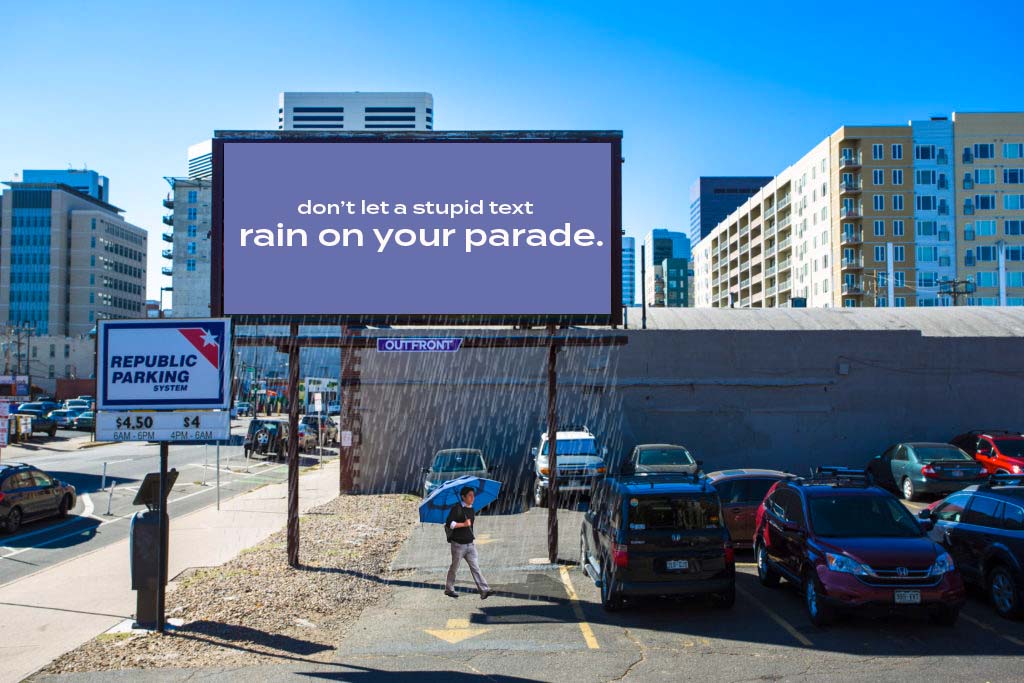 don’t let a stupid text
rain on your parade.
OUTFRONT
REPUBLIC
PARKING
SYSTEM
$4.50 $4
6AM - 6PM 4PM - 6AM